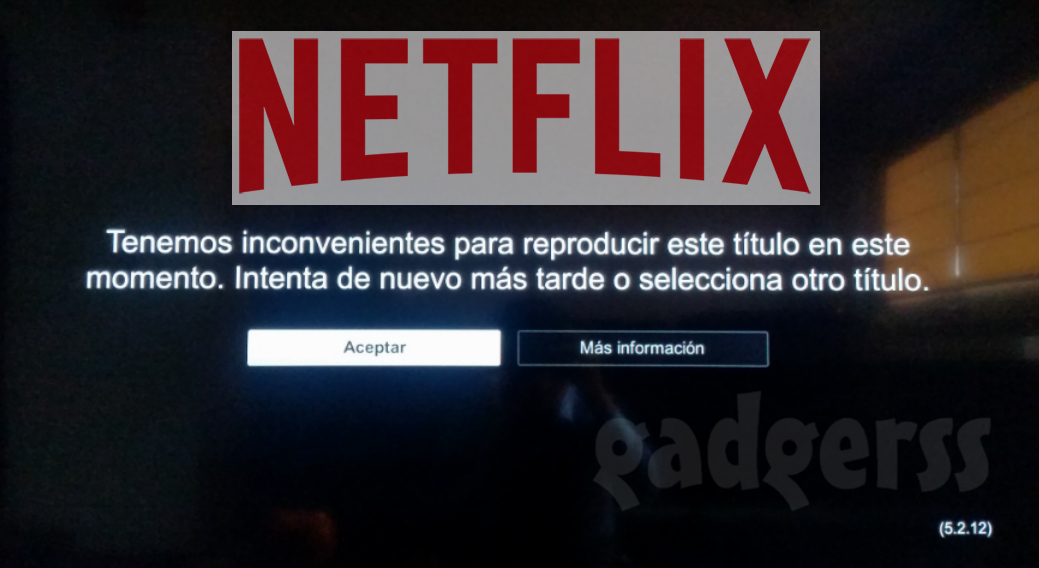 NETFLIX
Tenemos inconvenientes para reproducir este título en este
momento. Intenta de nuevo más tarde o selecciona otro título.
Aceptar Más información
gadgerss
(5.2.12)